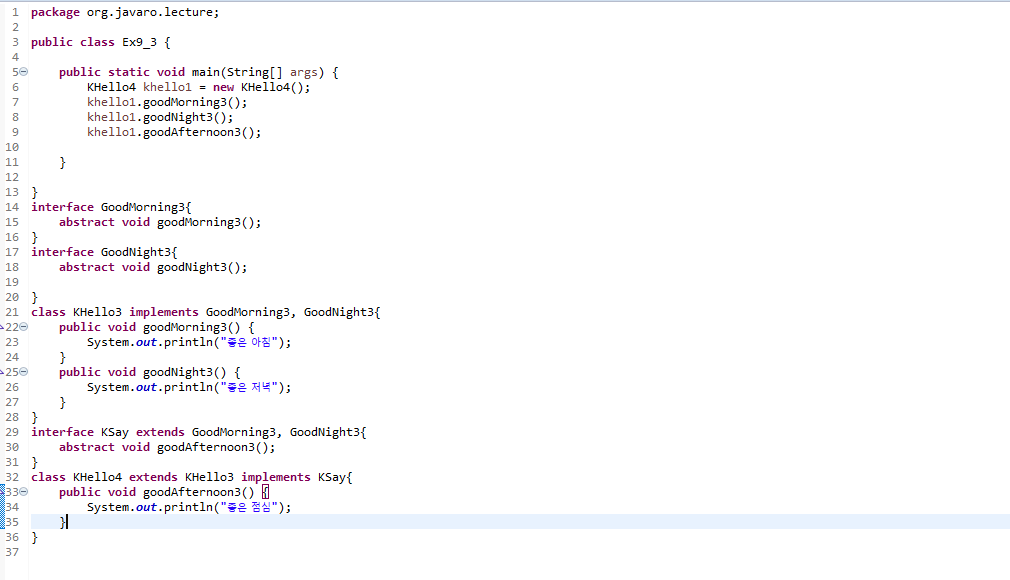 1 package org.javaro.lecture;
2
3 public class Ex9_3 {
4
5 public static void main(String[] args) {
6 KHello4 khello1 = new KHello4();
7 khello1.goodMorning3();
8 khello1.goodNight3();
9 khello1.goodAfternoon3();
10
11 }
12
13 }
14 interface GoodMorning3{
15 abstract void goodMorning3();
16 }
17 interface GoodNight3{
18 abstract void goodNight3();
19
20 }
21 class KHello3 implements GoodMorning3, GoodNight3{
22 public void goodMorning3() {
23 System.out.println("좋은 아침");
24 }
25 public void goodNight3() {
26 System.out.println("좋은 저녁");
27 }
28 }
29 interface KSay extends GoodMorning3, GoodNight3{
30 abstract void goodAfternoon3();
31 }
32 class KHello4 extends KHello3 implements KSay{
33 public void goodAfternoon3() {
34 System.out.println("좋은 점심");
35 }
36 }
37